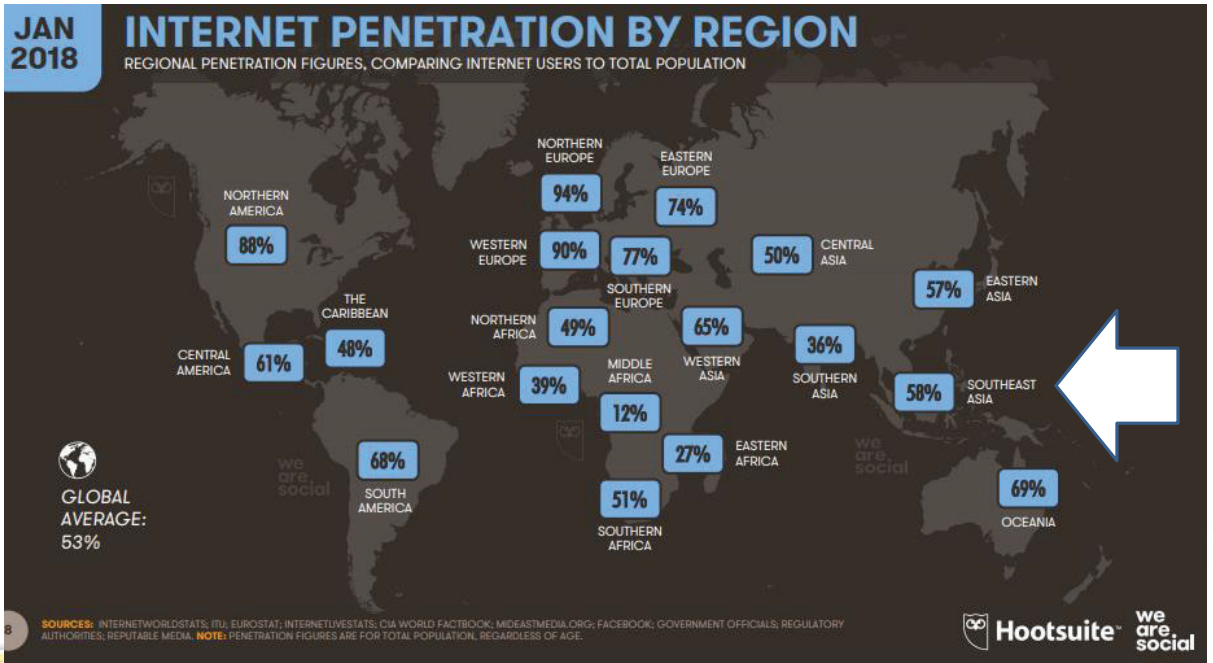 JAN
2018
INTERNET PENETRATION BY REGION
REGIONAL PENETRATION FIGURES, COMPARING INTERNET USERS TO TOTAL POPULATION
NORTHERN
AMERICA
88%
THE
CARIBBEAN
48%
CENTRAL
AMERICA
61%
68%
SOUTH
AMERICA
NORTHERN
EUROPE
94%
EASTERN
EUROPE
74%
WESTERN
EUROPE
90%
77%
SOUTHERN
EUROPE
50%
CENTRAL
ASIA
57%
EASTERN
ASIA
NORTHERN
AFRICA
49%
65%
WESTERN
ASIA
36%
SOUTHERN
ASIA
58%
SOUTHEAST
ASIA
WESTERN
AFRICA
39%
MIDDLE
AFRICA
12%
27%
EASTERN
AFRICA
51%
SOUTHERN
AFRICA
69%
OCEANIA
we
are
social
we
are
social
GLOBAL
AVERAGE:
53%
8
SOURCES: INTERNETWORLDSTATS; ITU; EUROSTAT; INTERNETLIVESTATS; CIA WORLD FACTBOOK; MIDEASTMEDIA.ORG; FACEBOOK; GOVERNMENT OFFICIALS; REGULATORY
AUTHORITIES; REPUTABLE MEDIA. NOTE: PENETRATION FIGURES ARE FOR TOTAL POPULATION, REGARDLESS OF AGE.
Hootsuite™
we
are
social